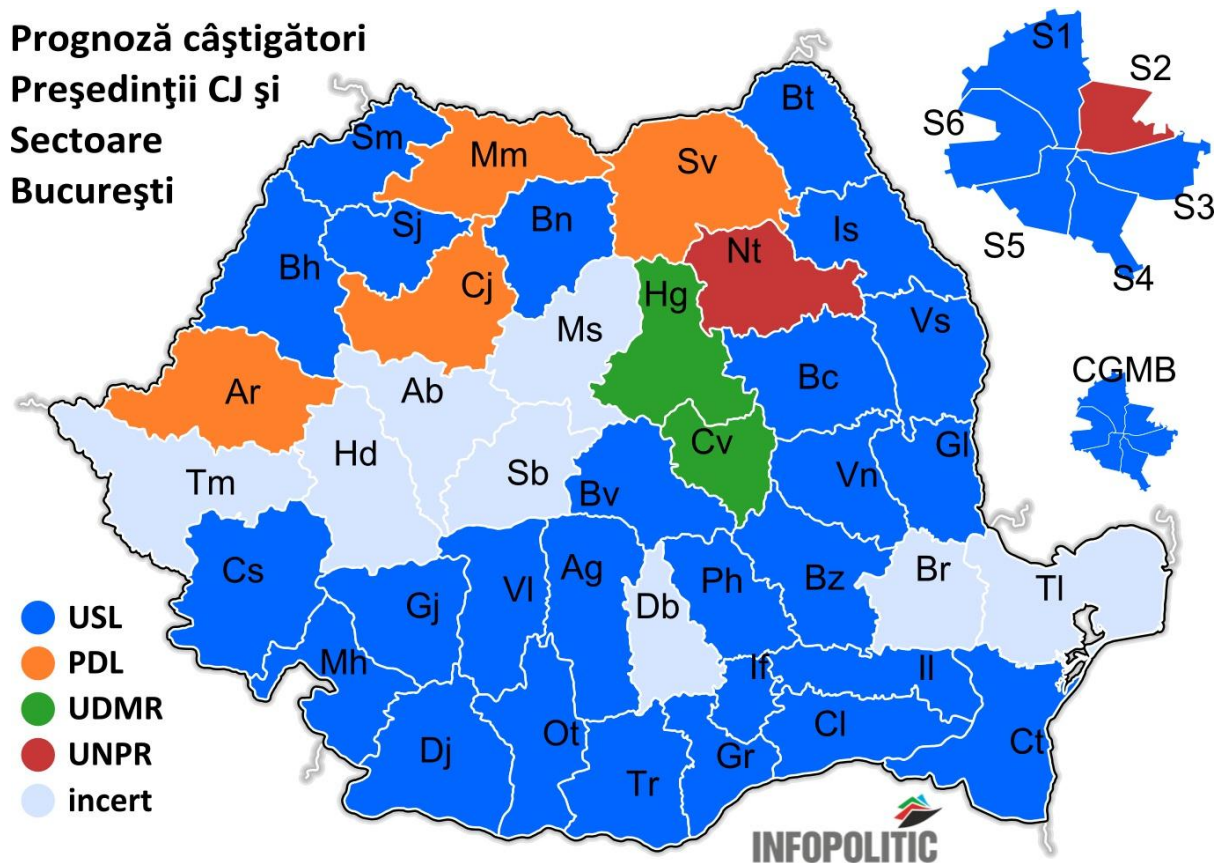 Prognoză câştigători
Preşedinţii CJ şi
Sectoare
Bucureşti
S1
S2
S6
S3
S5
S4
CGMB
Bt
Sm
Mm
Sv
Sj
Bn
Is
Bh
Cj
Nt
Hg
Ms
Vs
Ar
Ab
Bc
Hd
Cv
Gl
Tm
Sb
Bv
Vn
Cs
Ag
Ph
Bz
Br
Tl
Gj
Vl
Db
Mh
If
Il
Dj
Ot
Tr
Gr
Cl
Ct
USL
PDL
UDMR
UNPR
incert
INFOPOLITIC